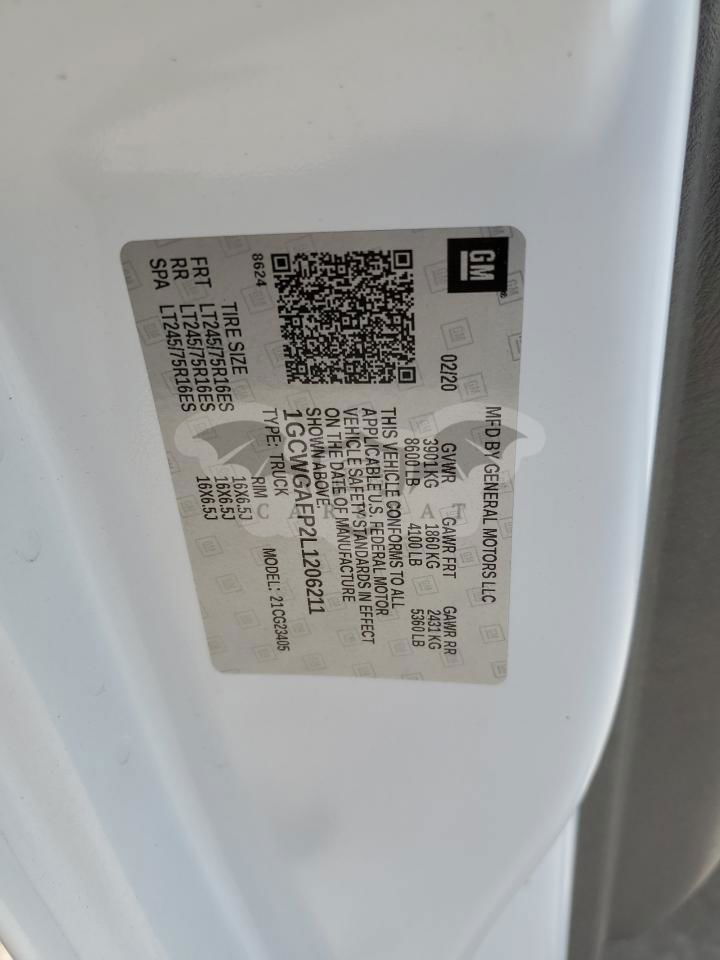 GM
MFD BY GENERAL MOTORS LLC
02/20
GVWR GAWR FRT GAWR RR
3901KG 1860 KG 2431 KG
8600 LB 4100 LB 5360 LB
THIS VEHICLE CONFORMS TO ALL
APPLICABLE U.S. FEDERAL MOTOR
VEHICLE SAFETY STANDARDS IN EFFECT
ON THE DATE OF MANUFACTURE
SHOWN ABOVE.
1GCWGAFP2L1206211
TYPE: TRUCK MODEL: 21CG23405
8624
TIRE SIZE RIM
FRT LT245/75R16ES 16X6.5J
RR LT245/75R16ES 16X6.5J
SPA LT245/75R16ES 16X6.5J